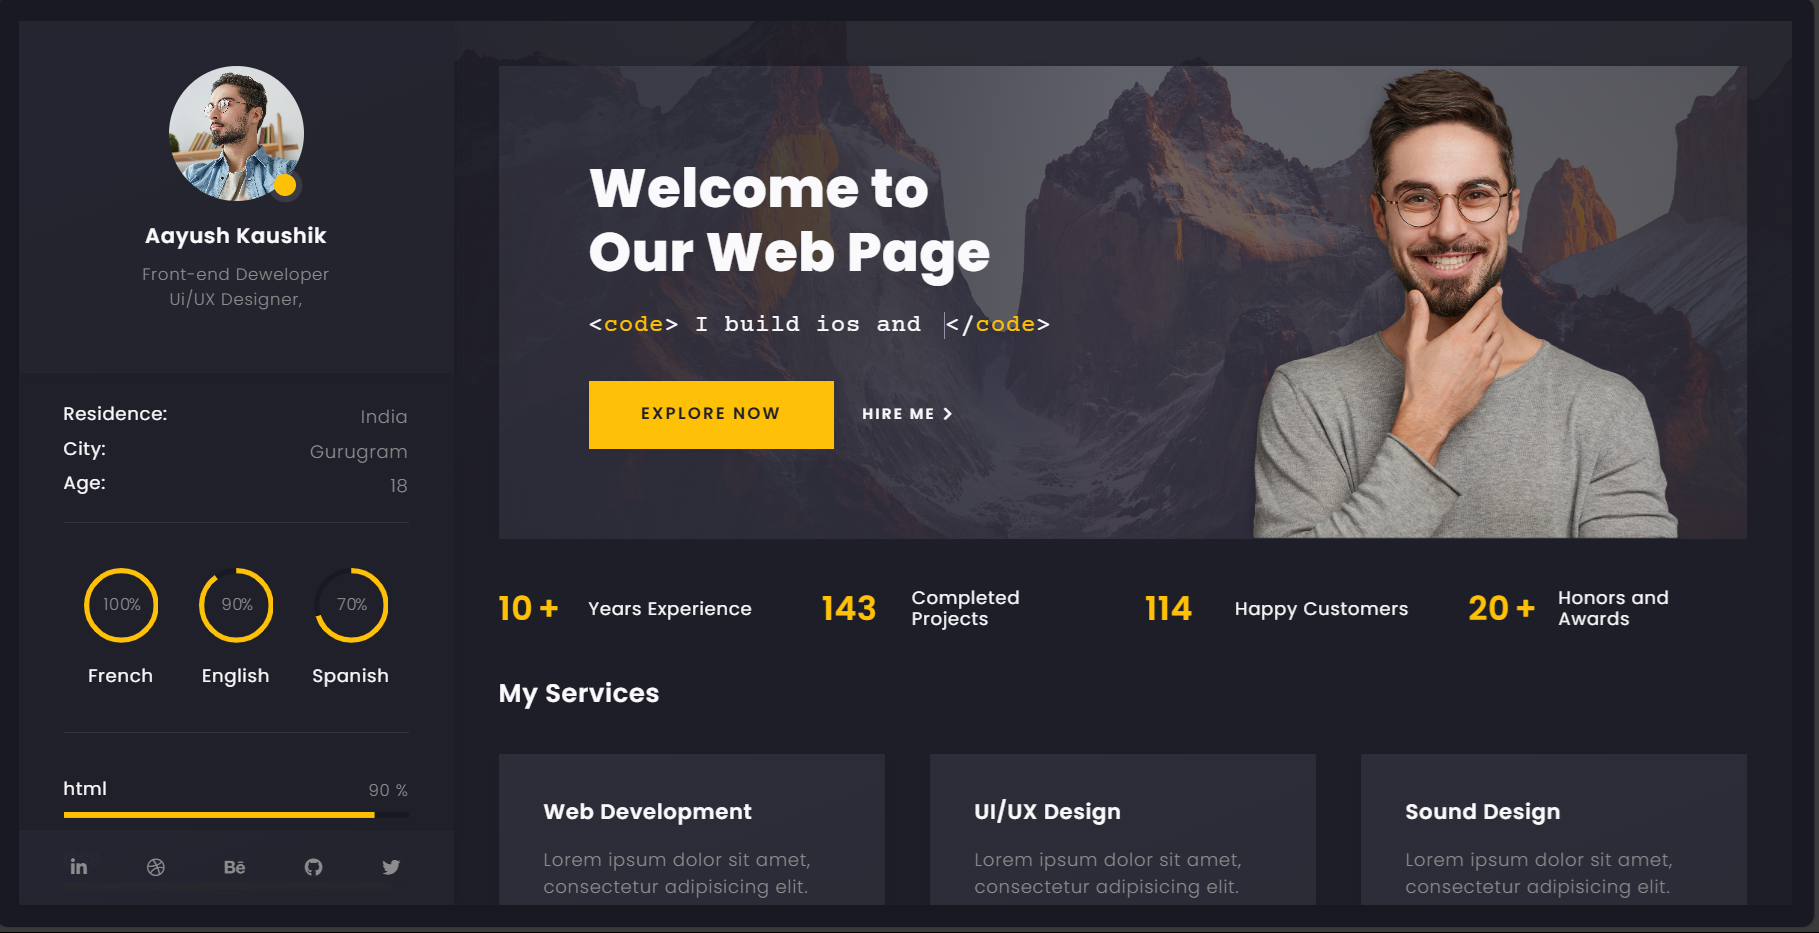 Aayush Kaushik
Front-end Deweloper
Ui/UX Designer,
Residence: India
City: Gurugram
Age: 18
100% 90% 70%
French English Spanish
html 90 %
in Bē
Welcome to
Our Web Page
<code> I build ios and </code>
EXPLORE NOW HIRE ME
10 + Years Experience
143 Completed
Projects
114 Happy Customers
20 + Honors and
Awards
My Services
Web Development
Lorem ipsum dolor sit amet,
consectetur adipisicing elit.
UI/UX Design
Lorem ipsum dolor sit amet,
consectetur adipisicing elit.
Sound Design
Lorem ipsum dolor sit amet,
consectetur adipisicing elit.